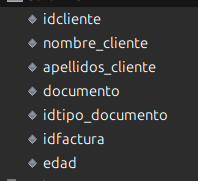 idcliente
nombre_cliente
apellidos_cliente
documento
idtipo_documento
idfactura
edad